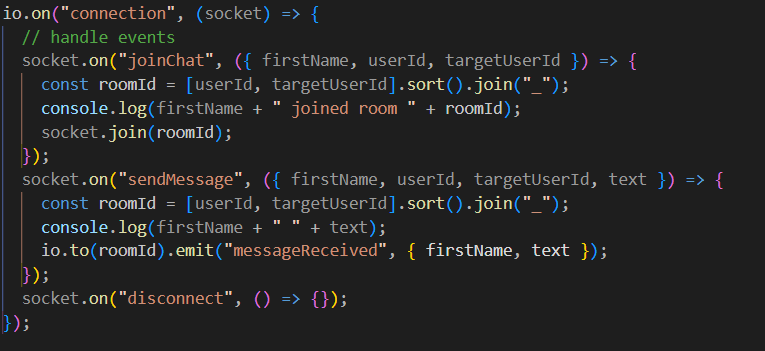 io.on("connection", (socket) => {
  // handle events
  socket.on("joinChat", ({ firstName, userId, targetUserId }) => {
    const roomId = [userId, targetUserId].sort().join("_");
    console.log(firstName + " joined room " + roomId);
    socket.join(roomId);
  });
  socket.on("sendMessage", ({ firstName, userId, targetUserId, text }) => {
    const roomId = [userId, targetUserId].sort().join("_");
    console.log(firstName + " " + text);
    io.to(roomId).emit("messageReceived", { firstName, text });
  });
  socket.on("disconnect", () => {});
});